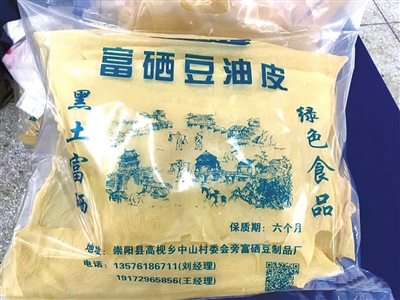 富硒豆油皮
黑土富硒
绿色食品
保质期：六个月
地址：崇阳县高枧乡中山村委会旁富硒豆制品厂
电话：13576186711(刘经理)
19172965856(王经理)